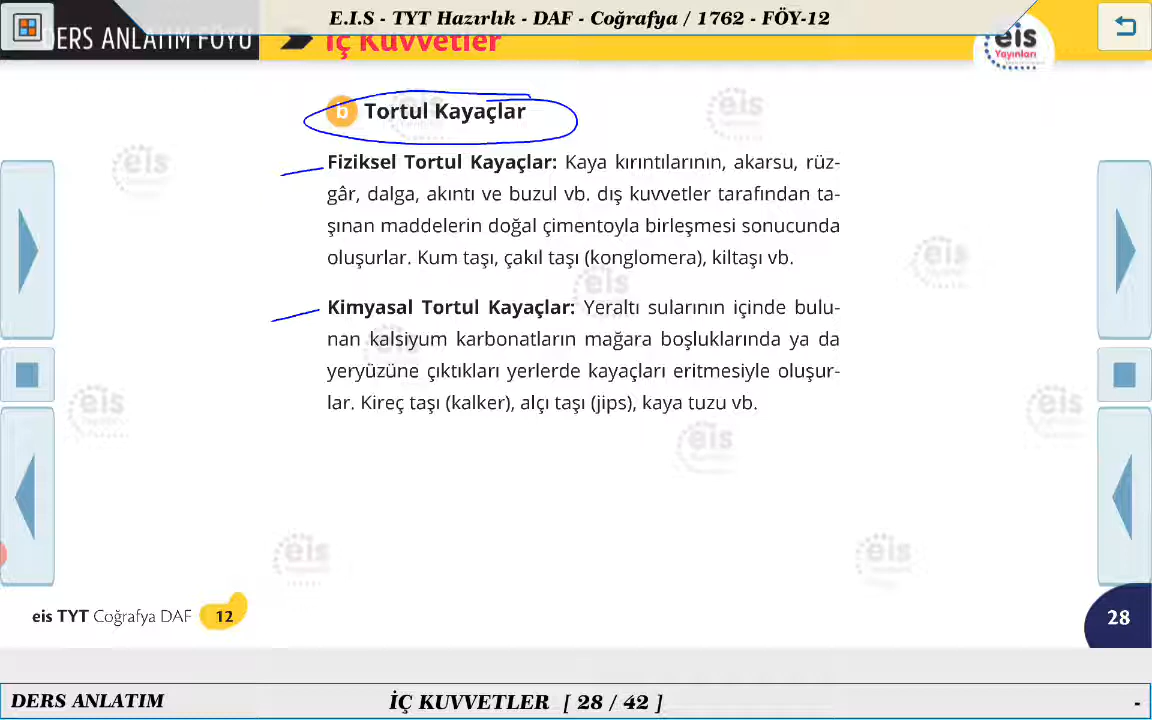 E.I.S - TYT Hazırlık - DAF - Coğrafya / 1762 - FÖY-12
DERS ANLATIM FÖYÜ
İç Kuvvetler
eis
Yayınları
b Tortul Kayaçlar
Fiziksel Tortul Kayaçlar: Kaya kırıntılarının, akarsu, rüz-
gâr, dalga, akıntı ve buzul vb. dış kuvvetler tarafından ta-
şınan maddelerin doğal çimentoyla birleşmesi sonucunda
oluşurlar. Kum taşı, çakıl taşı (konglomera), kiltaşı vb.
Kimyasal Tortul Kayaçlar: Yeraltı sularının içinde bulu-
nan kalsiyum karbonatların mağara boşluklarında ya da
yeryüzüne çıktıkları yerlerde kayaçları eritmesiyle oluşur-
lar. Kireç taşı (kalker), alçı taşı (jips), kaya tuzu vb.
eis TYT Coğrafya DAF 12
28
DERS ANLATIM
İÇ KUVVETLER [ 28 / 42 ]
-